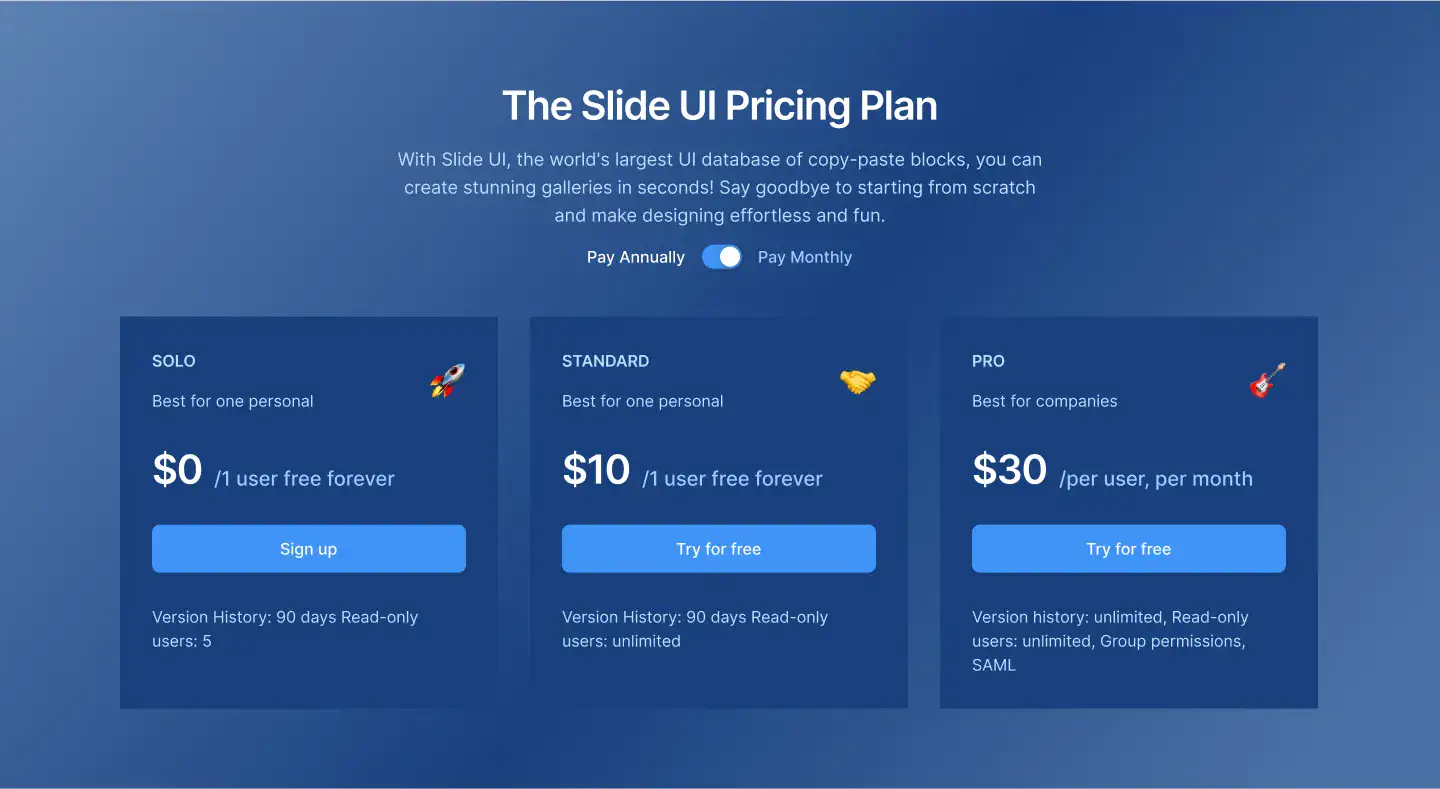 The Slide UI Pricing Plan
With Slide UI, the world's largest UI database of copy-paste blocks, you can
create stunning galleries in seconds! Say goodbye to starting from scratch
and make designing effortless and fun.
Pay Annually Pay Monthly
SOLO
Best for one personal
$0 /1 user free forever
Sign up
Version History: 90 days Read-only
users: 5
STANDARD
Best for one personal
$10 /1 user free forever
Try for free
Version History: 90 days Read-only
users: unlimited
PRO
Best for companies
$30 /per user, per month
Try for free
Version history: unlimited, Read-only
users: unlimited, Group permissions,
SAML